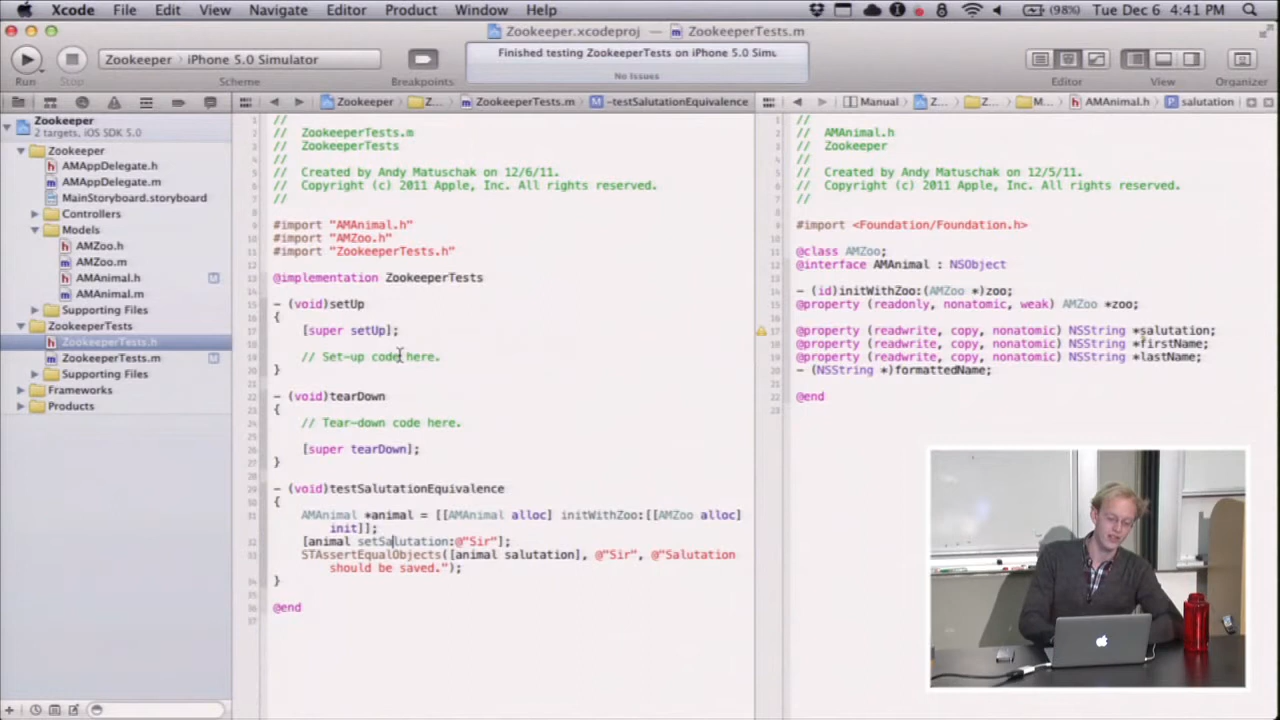 Xcode File Edit View Navigate Editor Product Window Help (98%) Tue Dec 6 4:41 PM
Zookeeper.xcodeproj — ZookeeperTests.m
Zookeeper › iPhone 5.0 Simulator
Finished testing ZookeeperTests on iPhone 5.0 Simu.
No Issues
Run Stop Scheme Breakpoints Editor View Organizer
Zookeeper Z... ZookeeperTests.m -testSalutationEquivalence
Manual Z... Z... M... AMAnimal.h salutation
Zookeeper
2 targets, iOS SDK 5.0
Zookeeper
AMAppDelegate.h
AMAppDelegate.m
MainStoryboard.storyboard
Controllers
Models
AMZoo.h
AMZoo.m
AMAnimal.h
AMAnimal.m
Supporting Files
ZookeeperTests
ZookeeperTests.h
ZookeeperTests.m
Supporting Files
Frameworks
Products
//
// ZookeeperTests.m
// ZookeeperTests
//
// Created by Andy Matuschak on 12/6/11.
// Copyright (c) 2011 Apple, Inc. All rights reserved.
//
#import "AMAnimal.h"
#import "AMZoo.h"
#import "ZookeeperTests.h"
@implementation ZookeeperTests
- (void)setUp
{
[super setUp];
// Set-up code here.
}
- (void)tearDown
{
// Tear-down code here.
[super tearDown];
}
- (void)testSalutationEquivalence
{
AMAnimal *animal = [[AMAnimal alloc] initWithZoo:[[AMZoo alloc]
init]];
[animal setSalutation:@"Sir"];
STAssertEqualObjects([animal salutation], @"Sir", @"Salutation
should be saved.");
}
@end
//
// AMAnimal.h
// Zookeeper
//
// Created by Andy Matuschak on 12/5/11.
// Copyright (c) 2011 Apple, Inc. All rights reserved.
//
#import <Foundation/Foundation.h>
@class AMZoo;
@interface AMAnimal : NSObject
- (id)initWithZoo:(AMZoo *)zoo;
@property (readonly, nonatomic, weak) AMZoo *zoo;
@property (readwrite, copy, nonatomic) NSString *salutation;
@property (readwrite, copy, nonatomic) NSString *firstName;
@property (readwrite, copy, nonatomic) NSString *lastName;
- (NSString *)formattedName;
@end